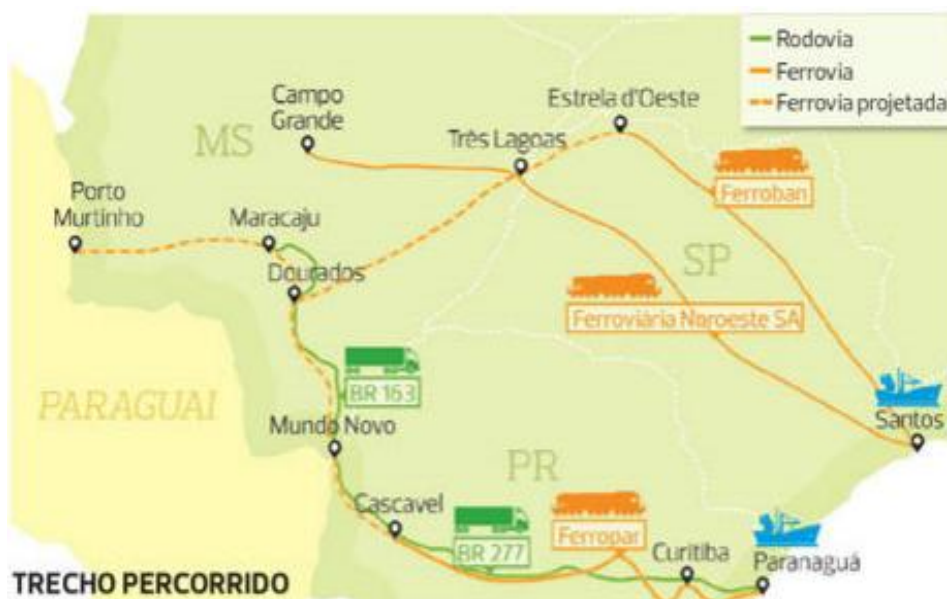 Rodovia
Ferrovia
Ferrovia projetada
Campo
Grande
Estrela d'Oeste
Três Lagoas
MS
Ferroban
Porto
Murtinho
Maracaju
SP
Dourados
Ferroviária Noroeste SA
BR 163
PARAGUAI
Santos
Mundo Novo
PR
Cascavel
Ferropar
BR 277
Curitiba
Paranaguá
TRECHO PERCORRIDO